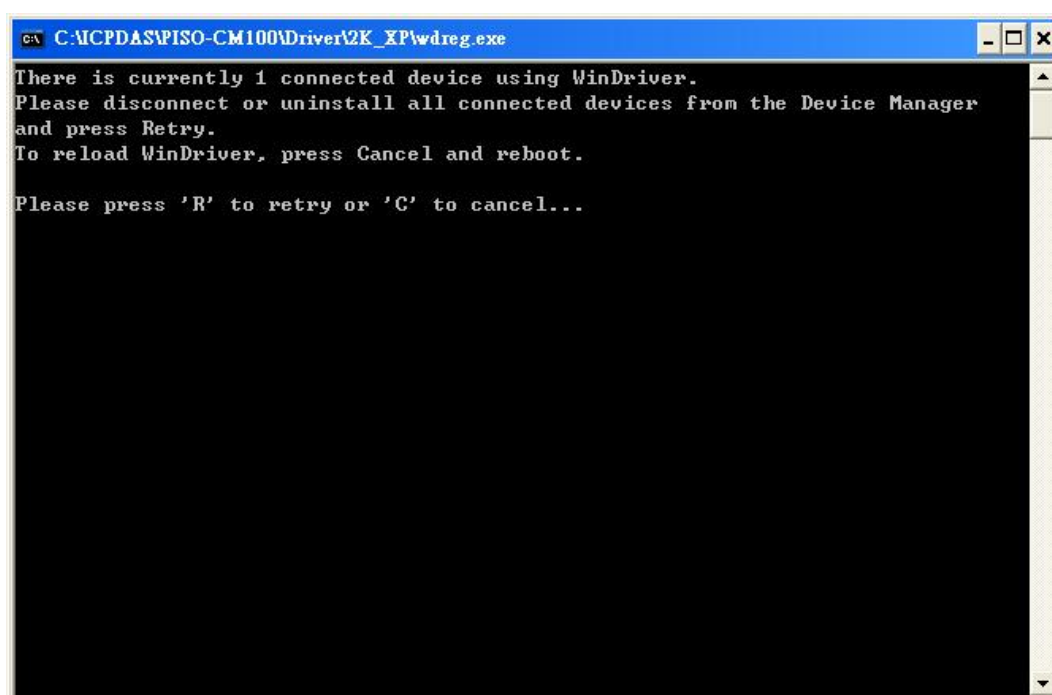 C:\ICPDAS\PISO-CM100\Driver\2K_XP\wdreg.exe
There is currently 1 connected device using WinDriver.
Please disconnect or uninstall all connected devices from the Device Manager
and press Retry.
To reload WinDriver, press Cancel and reboot.
Please press 'R' to retry or 'C' to cancel...